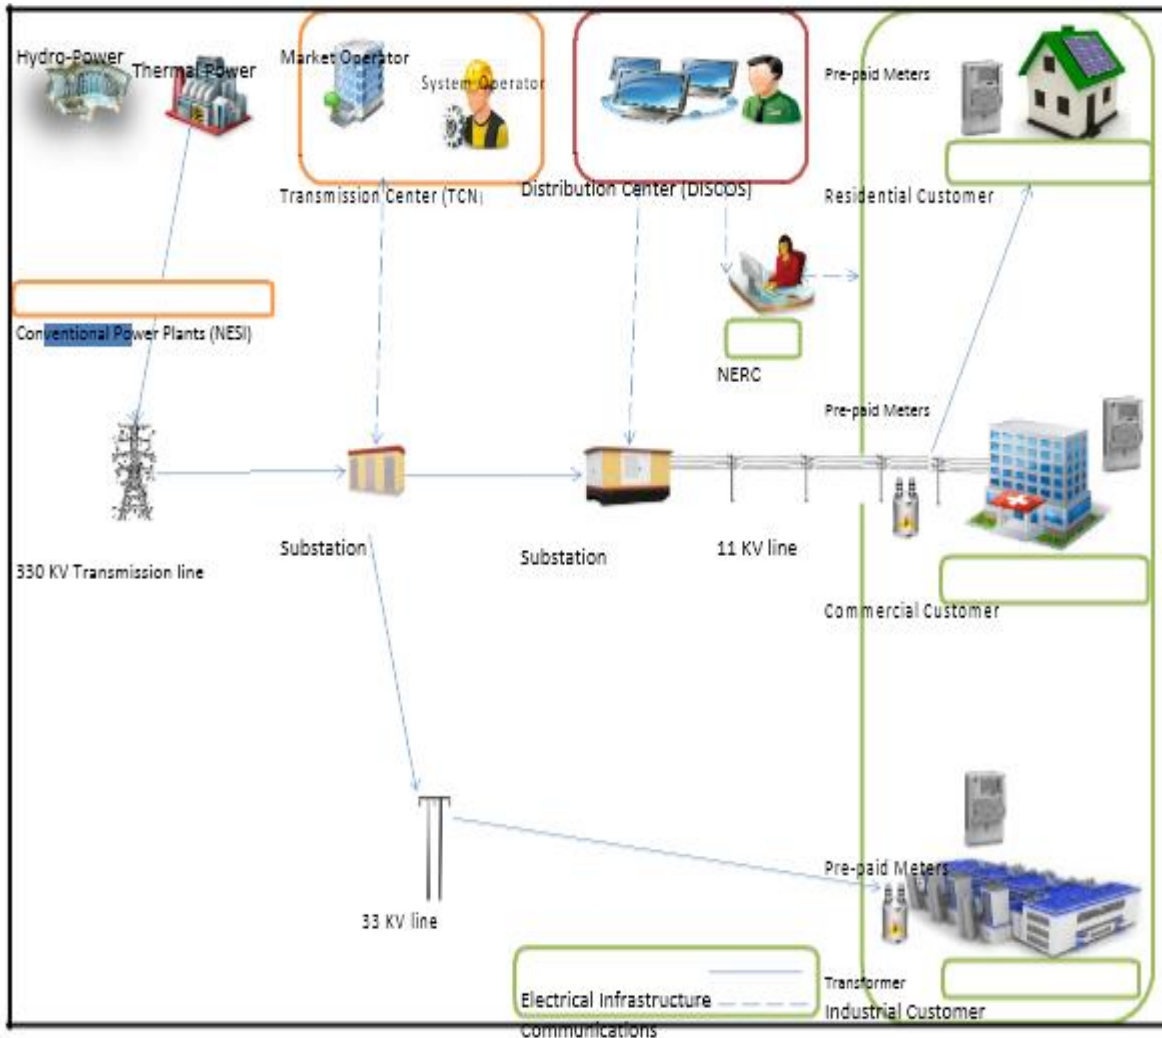 Hydro-Power
Thermal Power
Market Operator
System Operator
Pre-paid Meters
Transmission Center (TCN)
Distribution Center (DISCOS)
Residential Customer
Conventional Power Plants (NESI)
NERC
Pre-paid Meters
330 KV Transmission line
Substation
Substation
11 KV line
Commercial Customer
Pre-paid Meters
33 KV line
Transformer
Electrical Infrastructure
Industrial Customer
Communications